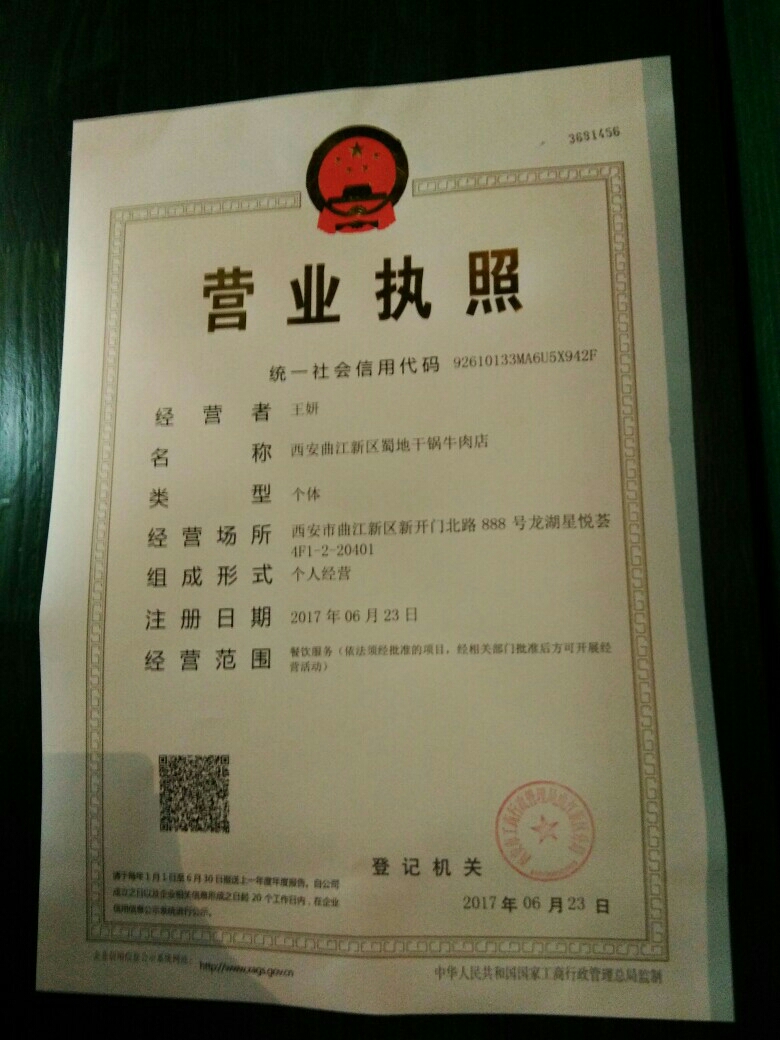 3681456
营业执照
统一社会信用代码 92610133MA6U5X942F
经营者 王妍
名称 西安曲江新区蜀地干锅牛肉店
类型 个体
经营场所 西安市曲江新区新开门北路 888 号龙湖星悦荟
4F1-2-20401
组成形式 个人经营
注册日期 2017 年 06 月 23 日
经营范围 餐饮服务（依法须经批准的项目，经相关部门批准后方可开展经
营活动）
登记机关
请于每年 1 月 1 日至 6 月 30 日报送上一年度年度报告。自公司
成立之日以及企业相关信息形成之日起 20 个工作日内，在企业
信用信息公示系统进行公示。
2017 年 06 月 23 日
企业信用信息公示系统网址： http://www.xags.gov.cn
中华人民共和国国家工商行政管理总局监制